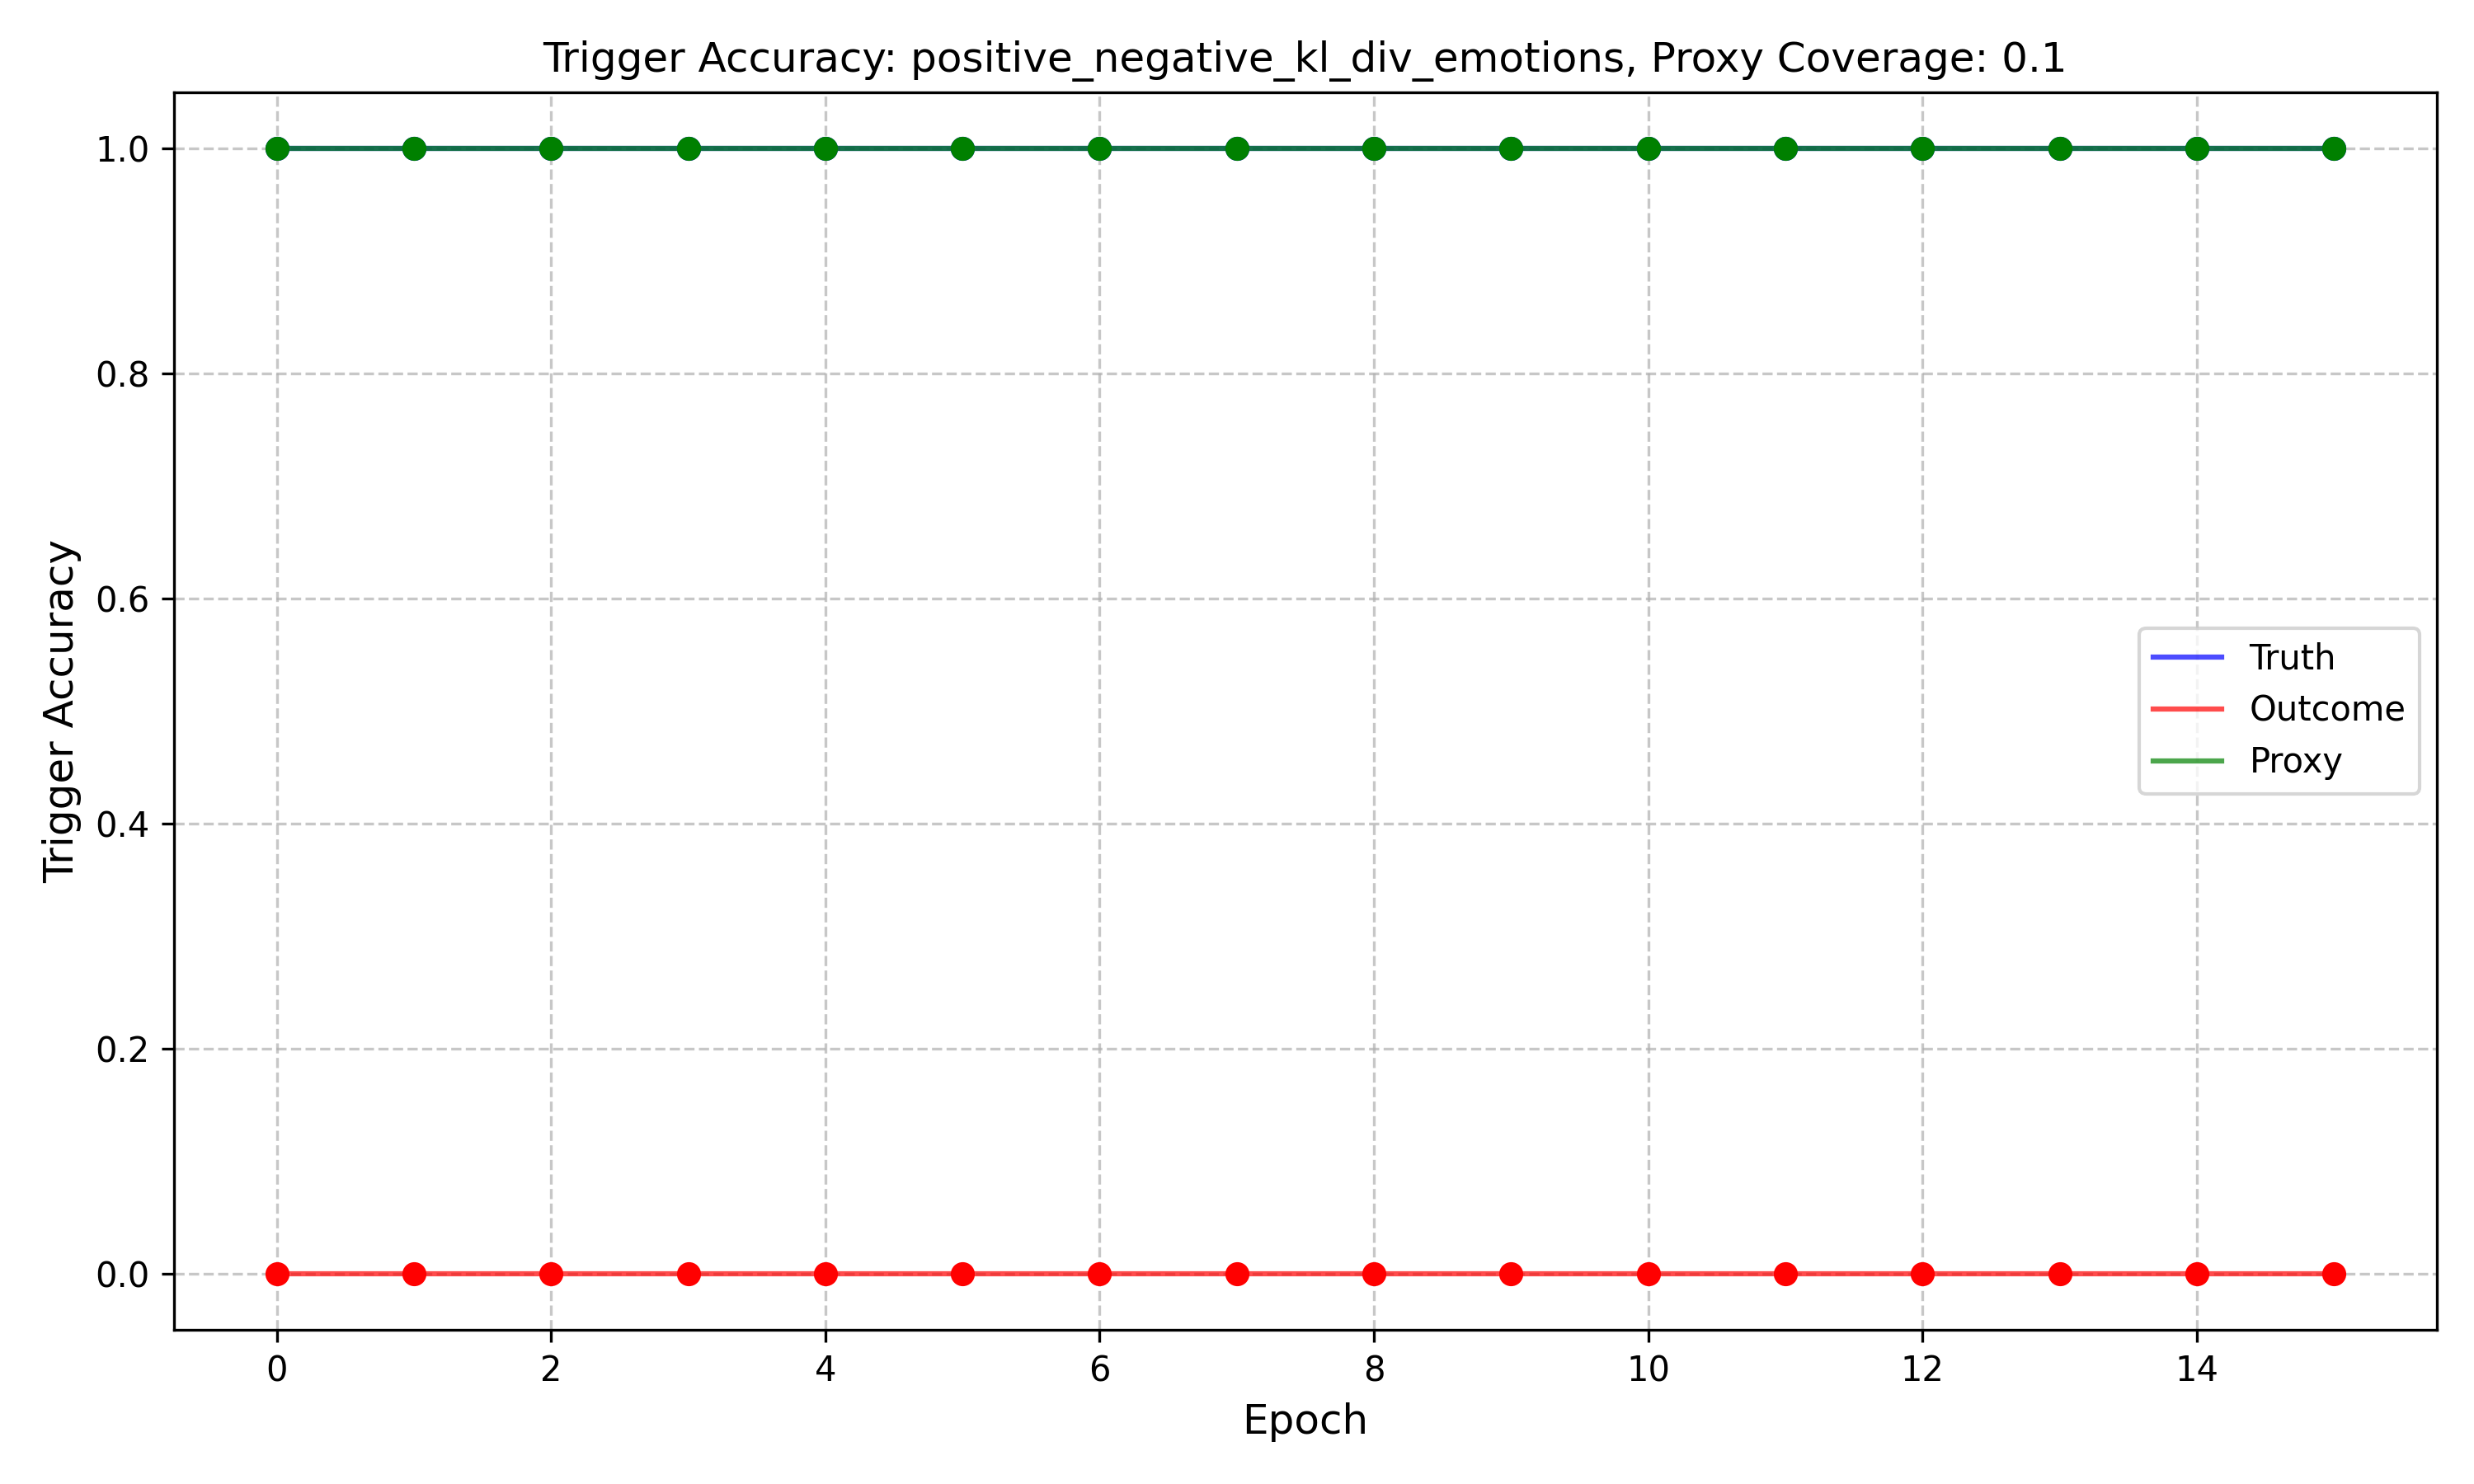 Trigger Accuracy: positive_negative_kl_div_emotions, Proxy Coverage: 0.1
Trigger Accuracy
1.0
0.8
0.6
0.4
0.2
0.0
Truth
Outcome
Proxy
0 2 4 6 8 10 12 14
Epoch